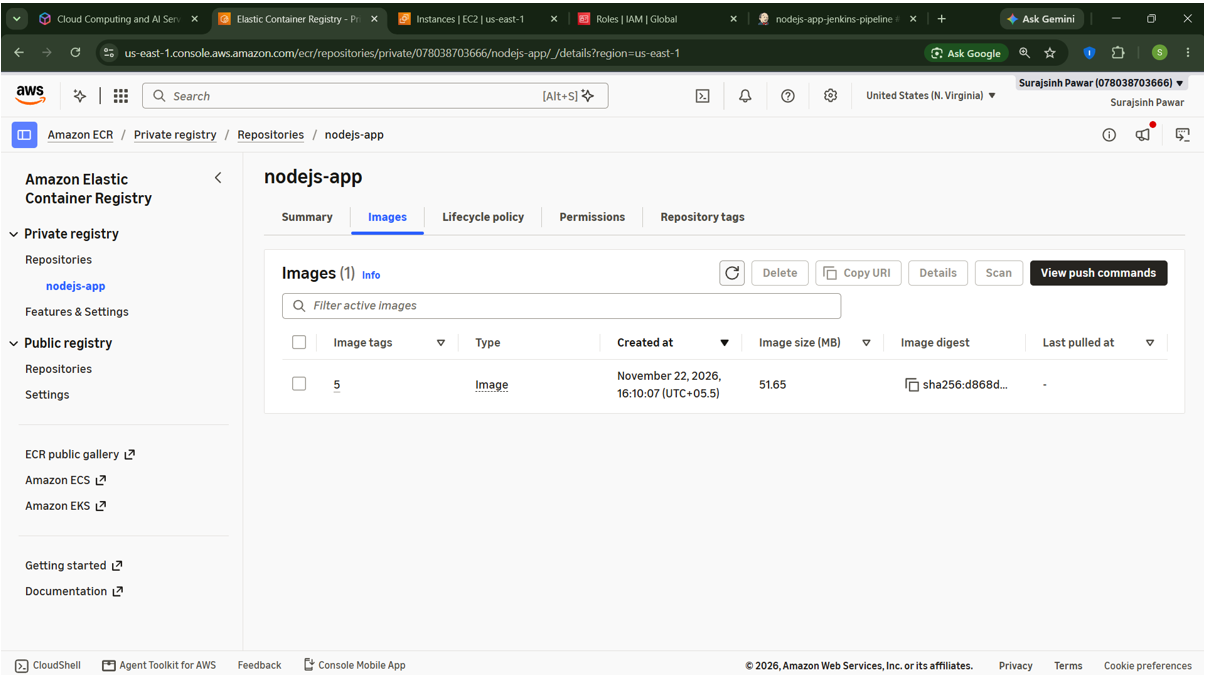 Cloud Computing and AI Serv
Elastic Container Registry - Pri
Instances | EC2 | us-east-1
Roles | IAM | Global
nodejs-app-jenkins-pipeline #
Ask Gemini
us-east-1.console.aws.amazon.com/ecr/repositories/private/078038703666/nodejs-app/_/details?region=us-east-1
Ask Google
S
aws
Search
[Alt+S]
United States (N. Virginia)
Surajsinh Pawar (078038703666)
Surajsinh Pawar
Amazon ECR / Private registry / Repositories / nodejs-app
Amazon Elastic
Container Registry
Private registry
Repositories
nodejs-app
Features & Settings
Public registry
Repositories
Settings
ECR public gallery
Amazon ECS
Amazon EKS
Getting started
Documentation
nodejs-app
Summary Images Lifecycle policy Permissions Repository tags
Images (1) Info
Delete Copy URI Details Scan View push commands
Filter active images
Image tags Type Created at Image size (MB) Image digest Last pulled at
5 Image November 22, 2026, 51.65 sha256:d868d... -
16:10:07 (UTC+05.5)
CloudShell Agent Toolkit for AWS Feedback Console Mobile App
© 2026, Amazon Web Services, Inc. or its affiliates. Privacy Terms Cookie preferences